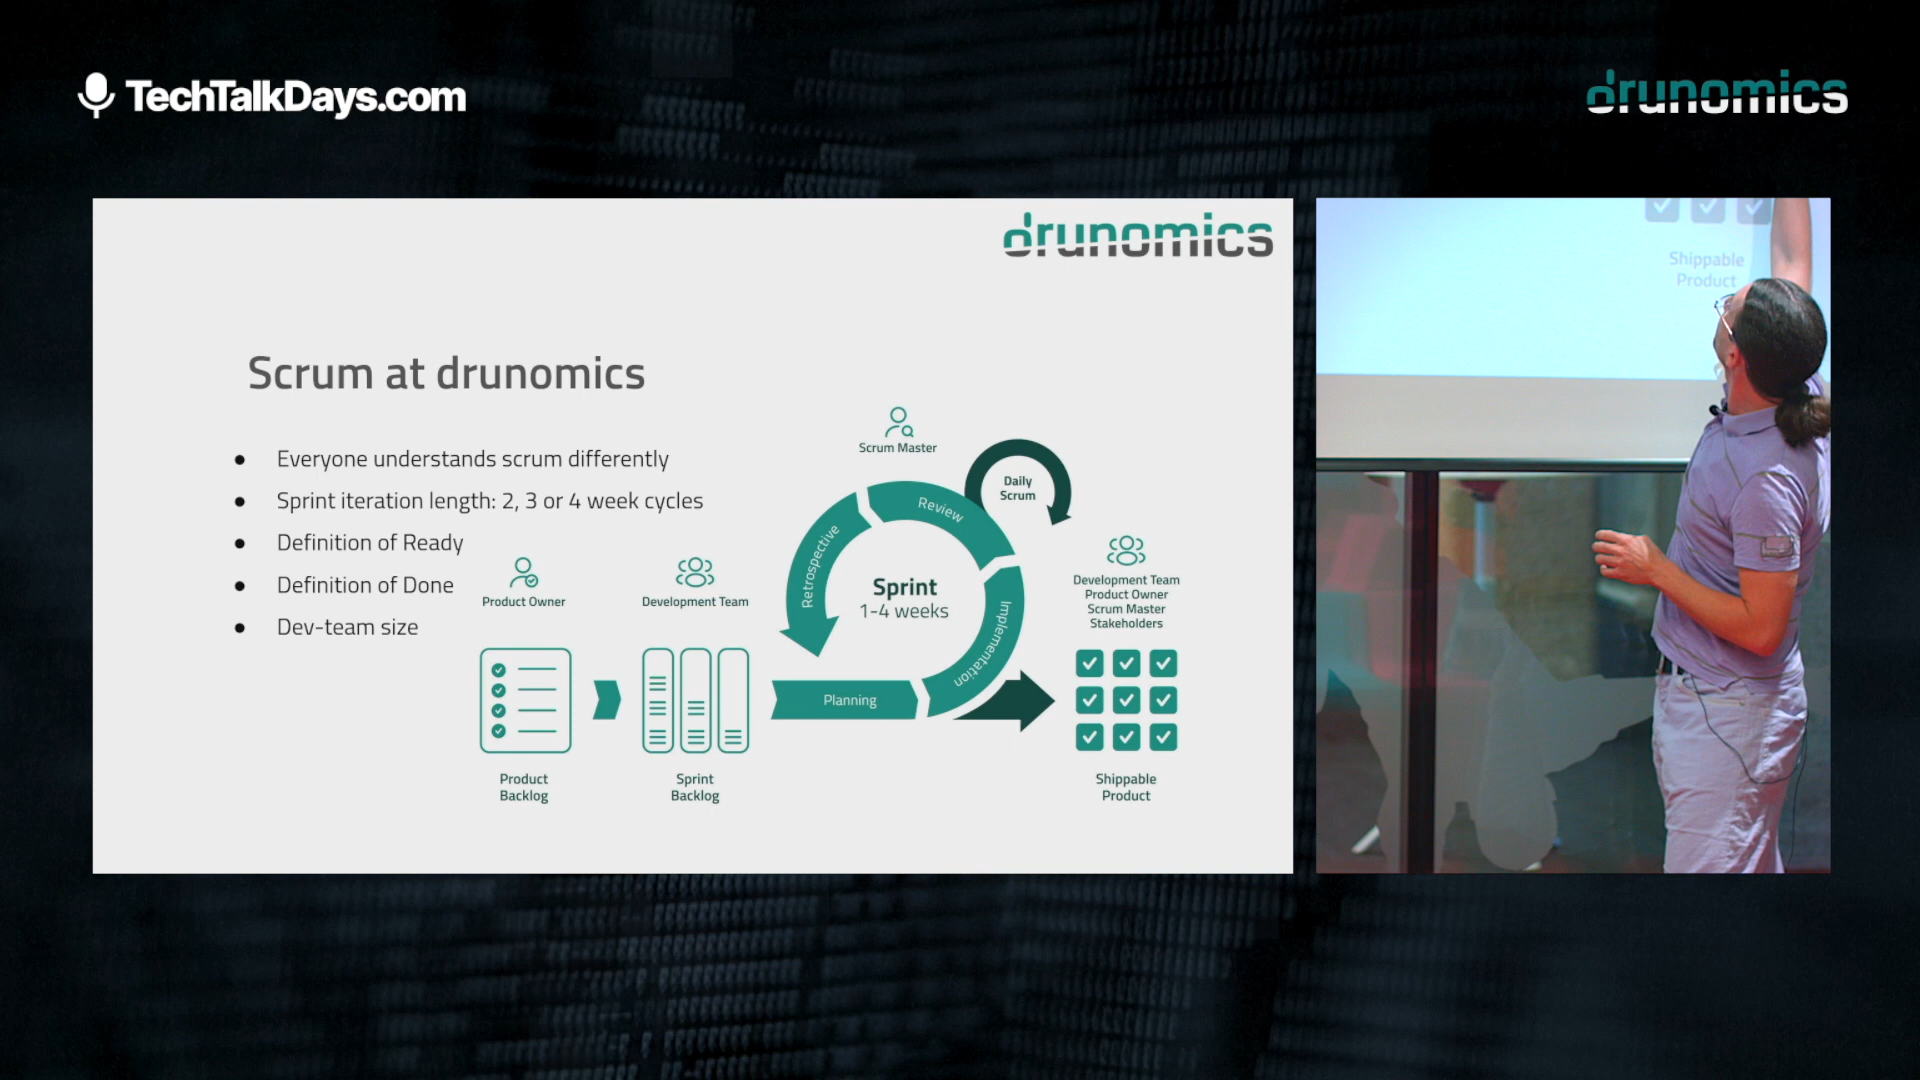 TechTalkDays.com
drunomics
drunomics
Scrum at drunomics
Everyone understands scrum differently
Sprint iteration length: 2, 3 or 4 week cycles
Definition of Ready
Definition of Done
Dev-team size
Scrum Master
Daily
Scrum
Review
Retrospective
Sprint
1-4 weeks
Implementation
Planning
Product Owner
Development Team
Development Team
Product Owner
Scrum Master
Stakeholders
Product
Backlog
Sprint
Backlog
Shippable
Product
Shippable
Product